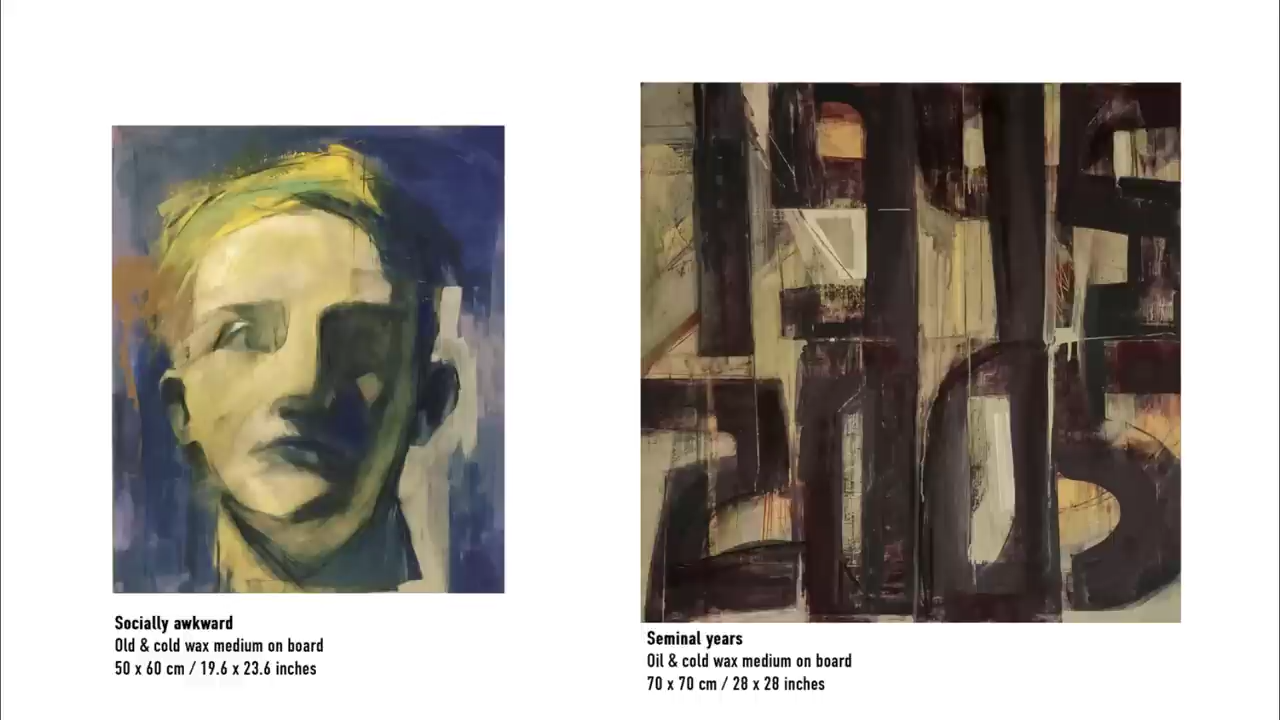 Socially awkward
Old & cold wax medium on board
50 x 60 cm / 19.6 x 23.6 inches
Seminal years
Oil & cold wax medium on board
70 x 70 cm / 28 x 28 inches